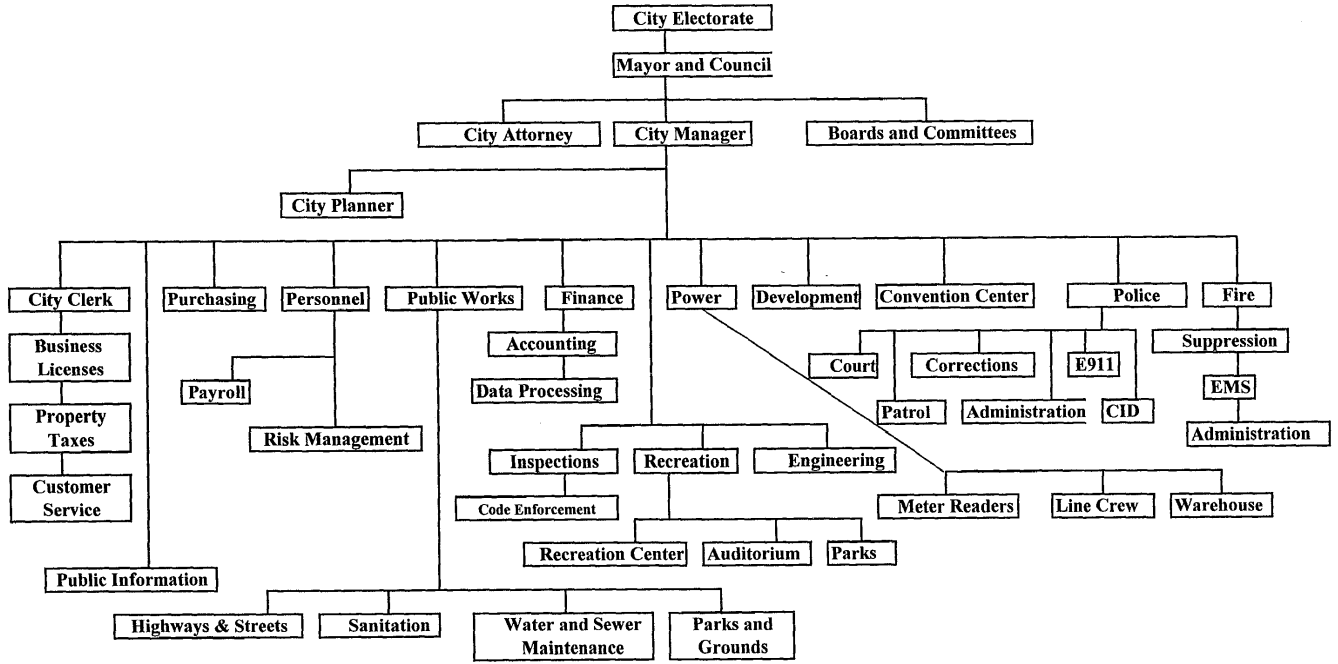 City Electorate
Mayor and Council
City Attorney
City Manager
Boards and Committees
City Planner
City Clerk
Purchasing
Personnel
Public Works
Finance
Power
Development
Convention Center
Police
Fire
Business
Licenses
Accounting
Suppression
Court
Corrections
E911
Payroll
Data Processing
EMS
Property
Taxes
Patrol
Administration
CID
Risk Management
Administration
Inspections
Recreation
Engineering
Customer
Service
Code Enforcement
Meter Readers
Line Crew
Warehouse
Recreation Center
Auditorium
Parks
Public Information
Highways & Streets
Sanitation
Water and Sewer
Maintenance
Parks and
Grounds